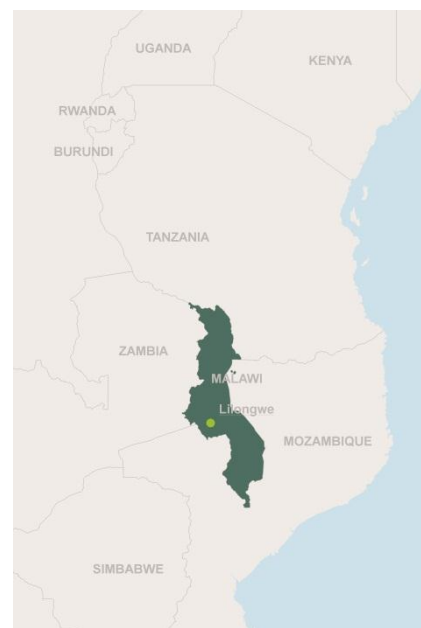 UGANDA
KENYA
RWANDA
BURUNDI
TANZANIA
ZAMBIA
MALAWI
Lilongwe
MOZAMBIQUE
SIMBABWE